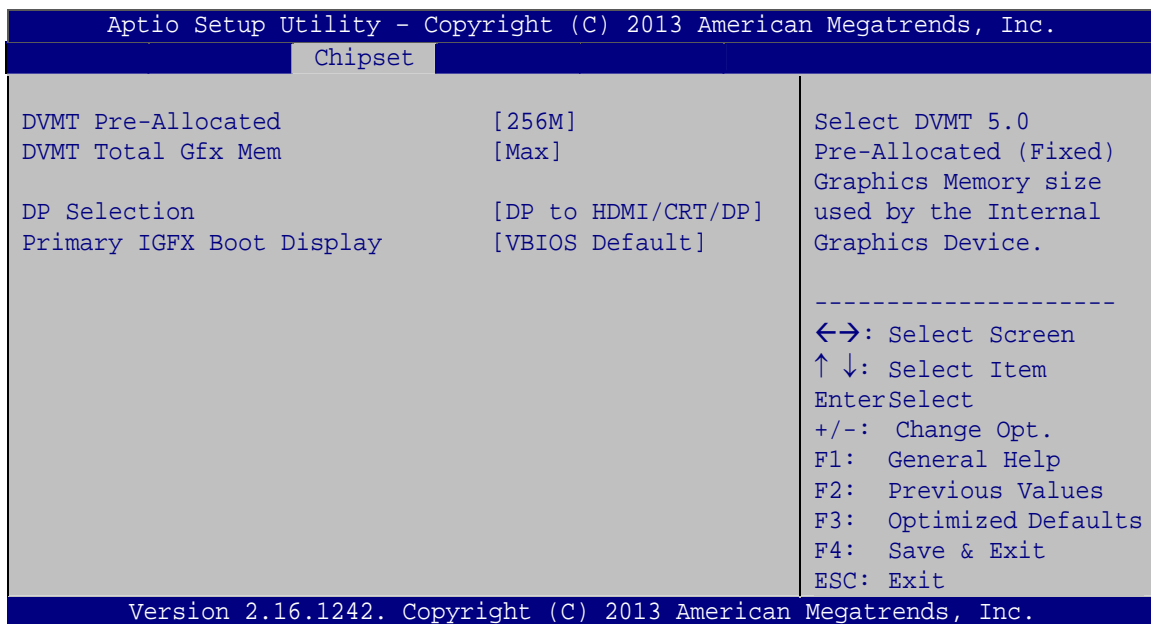 Aptio Setup Utility – Copyright (C) 2013 American Megatrends, Inc.
Chipset
DVMT Pre-Allocated [256M]
DVMT Total Gfx Mem [Max]
DP Selection [DP to HDMI/CRT/DP]
Primary IGFX Boot Display [VBIOS Default]
Select DVMT 5.0
Pre-Allocated (Fixed)
Graphics Memory size
used by the Internal
Graphics Device.
---------------------
←→: Select Screen
↑ ↓: Select Item
EnterSelect
+/-: Change Opt.
F1: General Help
F2: Previous Values
F3: Optimized Defaults
F4: Save & Exit
ESC: Exit
Version 2.16.1242. Copyright (C) 2013 American Megatrends, Inc.